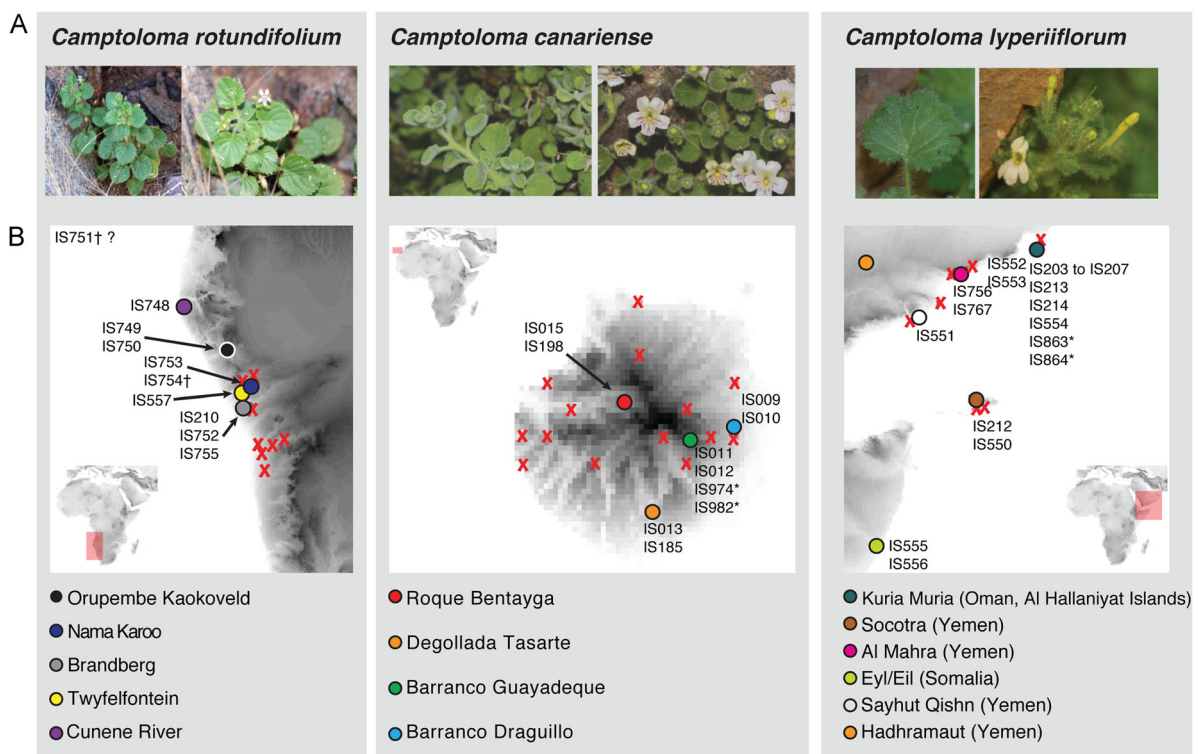 A
Camptoloma rotundifolium
Camptoloma canariense
Camptoloma lyperiiflorum
B
IS751† ?
IS748
IS749
IS750
IS753
IS754†
IS557
IS210
IS752
IS755
Orupembe Kaokoveld
Nama Karoo
Brandberg
Twyfelfontein
Cunene River
IS015
IS198
IS009
IS010
IS011
IS012
IS974*
IS982*
IS013
IS185
Roque Bentayga
Degollada Tasarte
Barranco Guayadeque
Barranco Draguillo
IS552
IS553
IS756
IS767
IS551
IS203 to IS207
IS213
IS214
IS554
IS863*
IS864*
IS212
IS550
IS555
IS556
Kuria Muria (Oman, Al Hallaniyat Islands)
Socotra (Yemen)
Al Mahra (Yemen)
Eyl/Eil (Somalia)
Sayhut Qishn (Yemen)
Hadhramaut (Yemen)